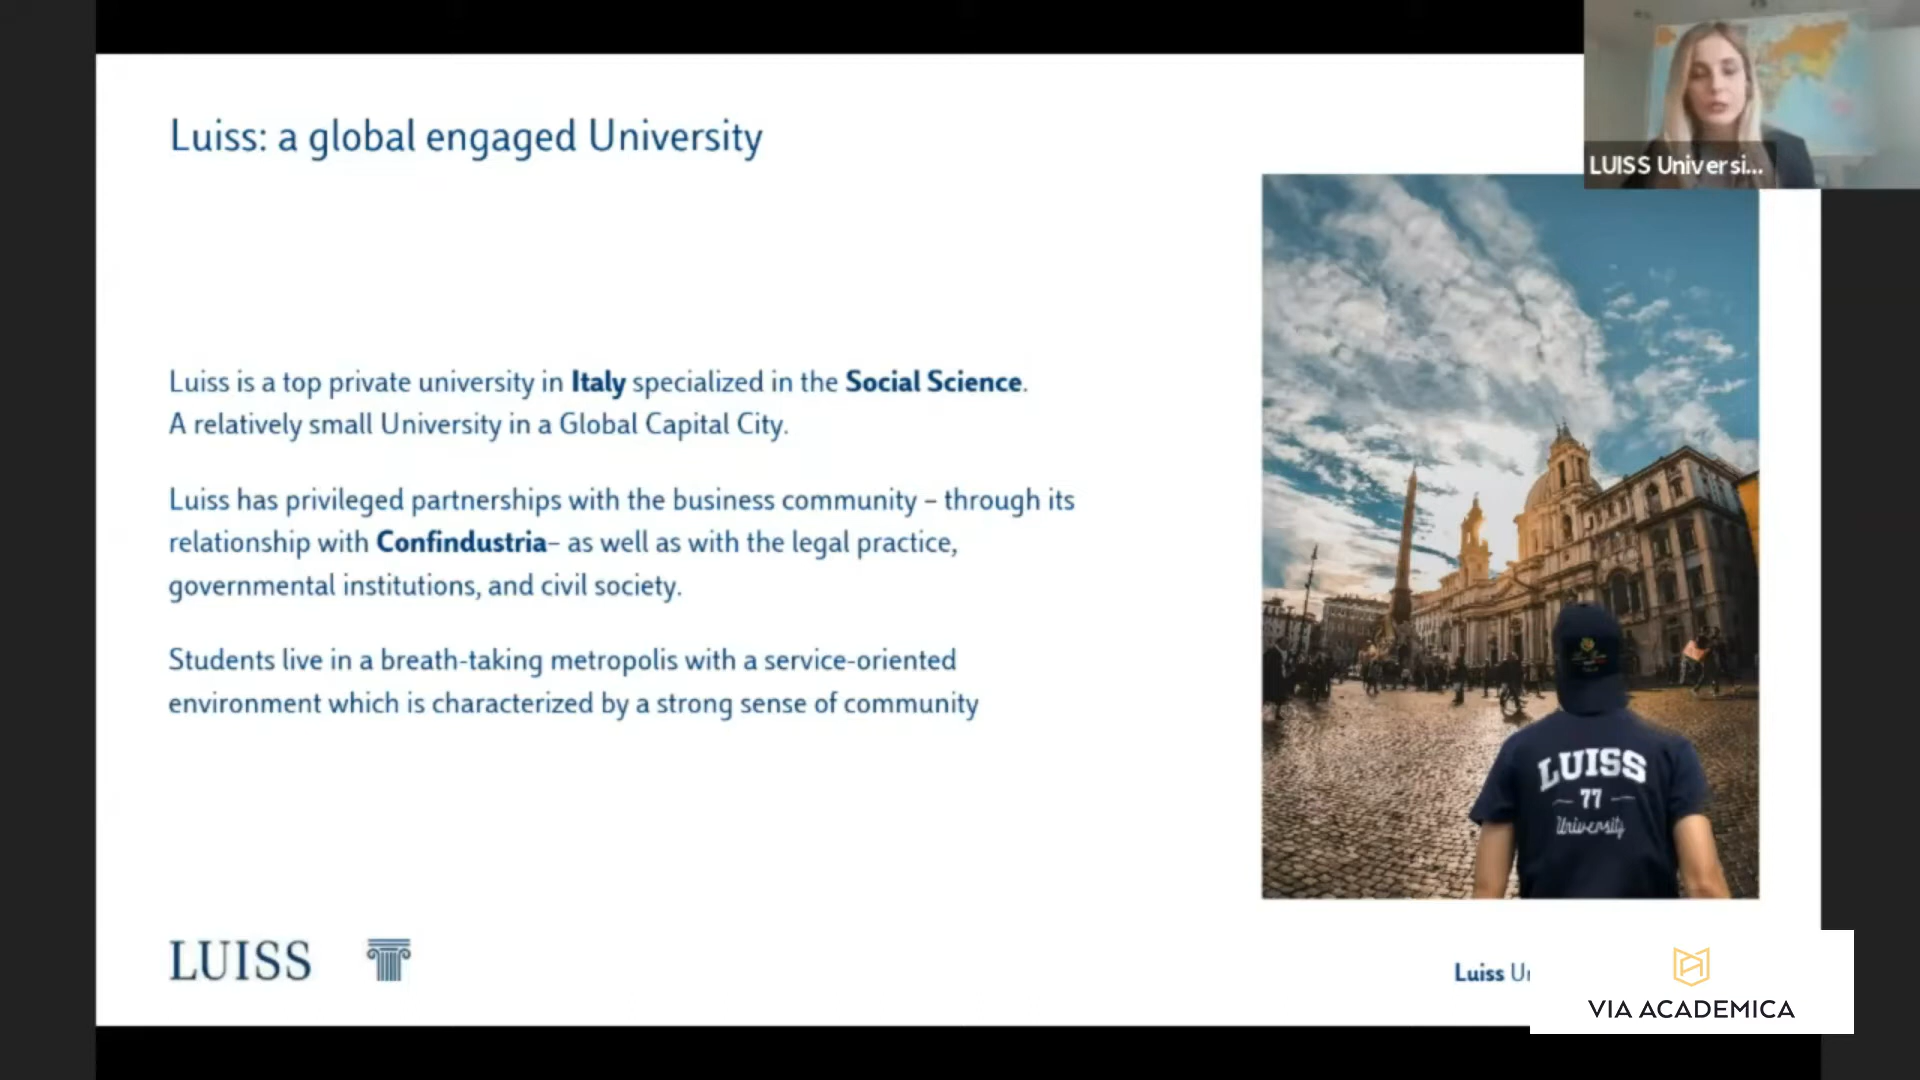 Luiss: a global engaged University
LUISS Universi...
Luiss is a top private university in Italy specialized in the Social Science.
A relatively small University in a Global Capital City.
Luiss has privileged partnerships with the business community – through its
relationship with Confindustria– as well as with the legal practice,
governmental institutions, and civil society.
Students live in a breath-taking metropolis with a service-oriented
environment which is characterized by a strong sense of community
LUISS
77
University
LUISS
Luiss
VIA ACADEMICA